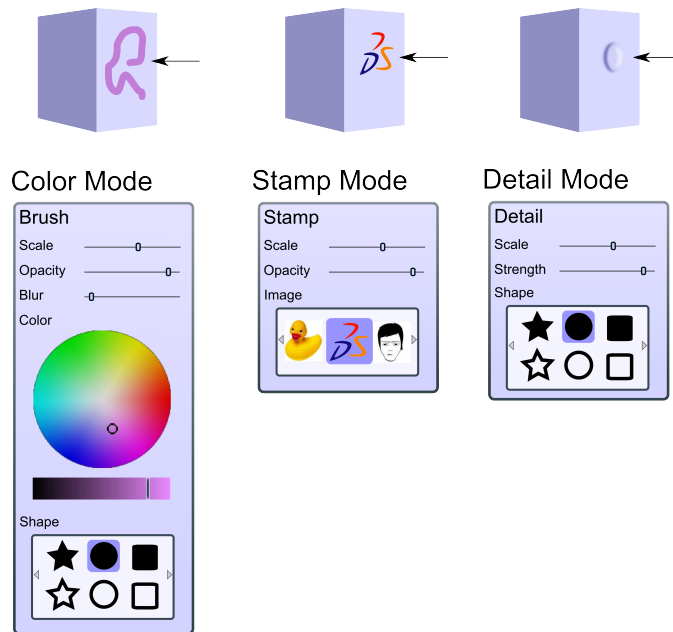 Color Mode
Brush
Scale
Opacity
Blur
Color
Shape
Stamp Mode
Stamp
Scale
Opacity
Image
DS
Detail Mode
Detail
Scale
Strength
Shape